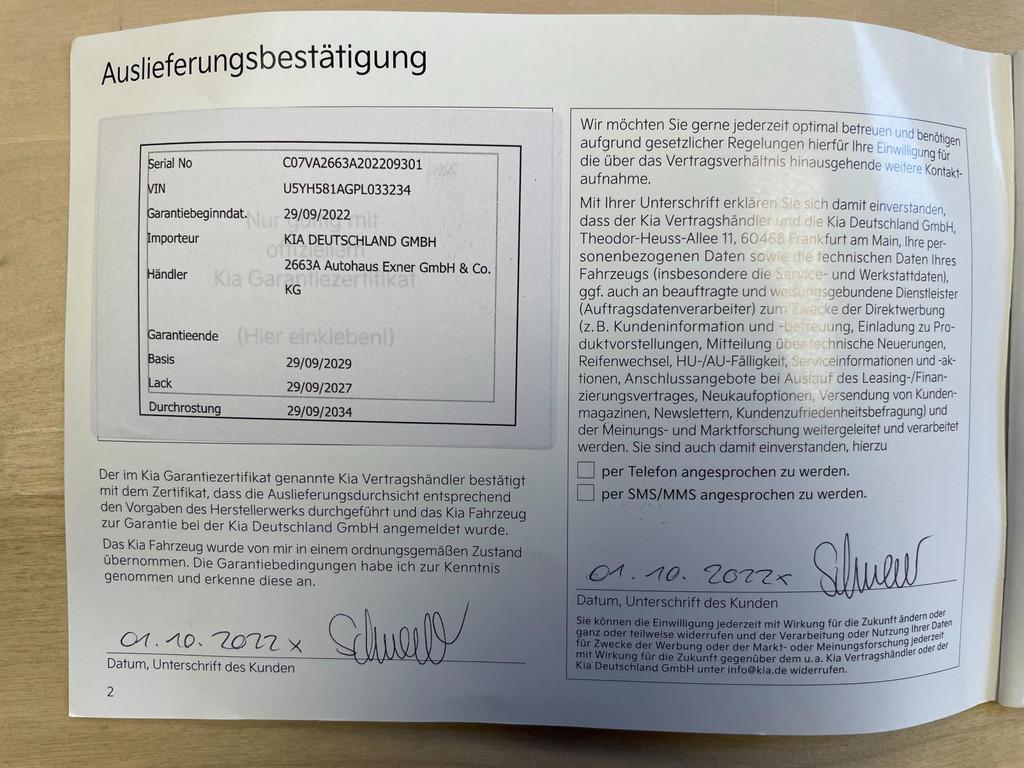 Auslieferungsbestätigung
Serial No C07VA2663A202209301
VIN U5YH581AGPL033234
Garantiebeginndat. 29/09/2022
Nur gültig mit
Importeur KIA DEUTSCHLAND GMBH
offiziellem
Händler 2663A Autohaus Exner GmbH & Co.
KG
Kia Garantiezertifikat
Garantieende
(Hier einkleben!)
Basis 29/09/2029
Lack 29/09/2027
Durchrostung 29/09/2034
Der im Kia Garantiezertifikat genannte Kia Vertragshändler bestätigt
mit dem Zertifikat, dass die Auslieferungsdurchsicht entsprechend
den Vorgaben des Herstellerwerks durchgeführt und das Kia Fahrzeug
zur Garantie bei der Kia Deutschland GmbH angemeldet wurde.
Das Kia Fahrzeug wurde von mir in einem ordnungsgemäßen Zustand
übernommen. Die Garantiebedingungen habe ich zur Kenntnis
genommen und erkenne diese an.
01.10.2022 x
Datum, Unterschrift des Kunden
2
Wir möchten Sie gerne jederzeit optimal betreuen und benötigen
aufgrund gesetzlicher Regelungen hierfür Ihre Einwilligung für
die über das Vertragsverhältnis hinausgehende weitere Kontakt-
aufnahme.
Mit Ihrer Unterschrift erklären Sie sich damit einverstanden,
dass der Kia Vertragshändler und die Kia Deutschland GmbH,
Theodor-Heuss-Allee 11, 60468 Frankfurt am Main, Ihre per-
sonenbezogenen Daten sowie die technischen Daten Ihres
Fahrzeugs (insbesondere die Service- und Werkstattdaten),
ggf. auch an beauftragte und weisungsgebundene Dienstleister
(Auftragsdatenverarbeiter) zum Zwecke der Direktwerbung
(z.B. Kundeninformation und -betreuung, Einladung zu Pro-
duktvorstellungen, Mitteilung über technische Neuerungen,
Reifenwechsel, HU-/AU-Fälligkeit, Serviceinformationen und -ak-
tionen, Anschlussangebote bei Auslauf des Leasing-/Finan-
zierungsvertrages, Neukaufoptionen, Versendung von Kunden-
magazinen, Newslettern, Kundenzufriedenheitsbefragung) und
der Meinungs- und Marktforschung weitergeleitet und verarbeitet
werden. Sie sind auch damit einverstanden, hierzu
per Telefon angesprochen zu werden.
per SMS/MMS angesprochen zu werden.
01.10.2022 x
Datum, Unterschrift des Kunden
Sie können die Einwilligung jederzeit mit Wirkung für die Zukunft ändern oder
ganz oder teilweise widerrufen und der Verarbeitung oder Nutzung Ihrer Daten
für Zwecke der Werbung oder der Markt- oder Meinungsforschung jederzeit
mit Wirkung für die Zukunft gegenüber dem u.a. Kia Vertragshändler oder der
Kia Deutschland GmbH unter info@kia.de widerrufen.